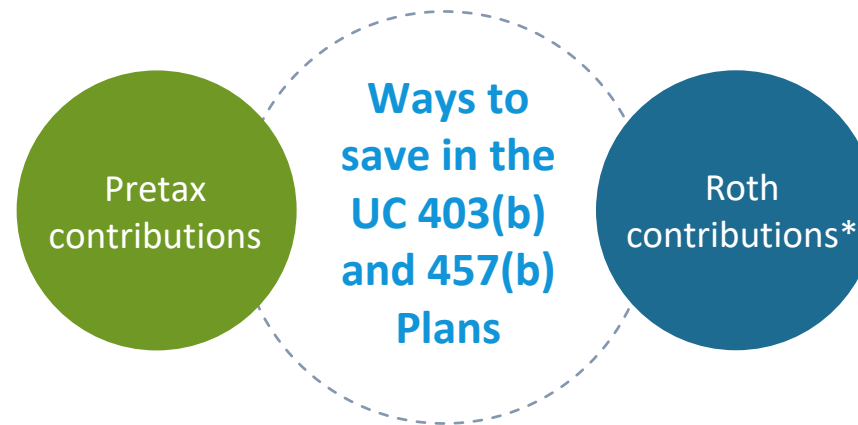 Pretax
contributions
Ways to
save in the
UC 403(b)
and 457(b)
Plans
Roth
contributions*